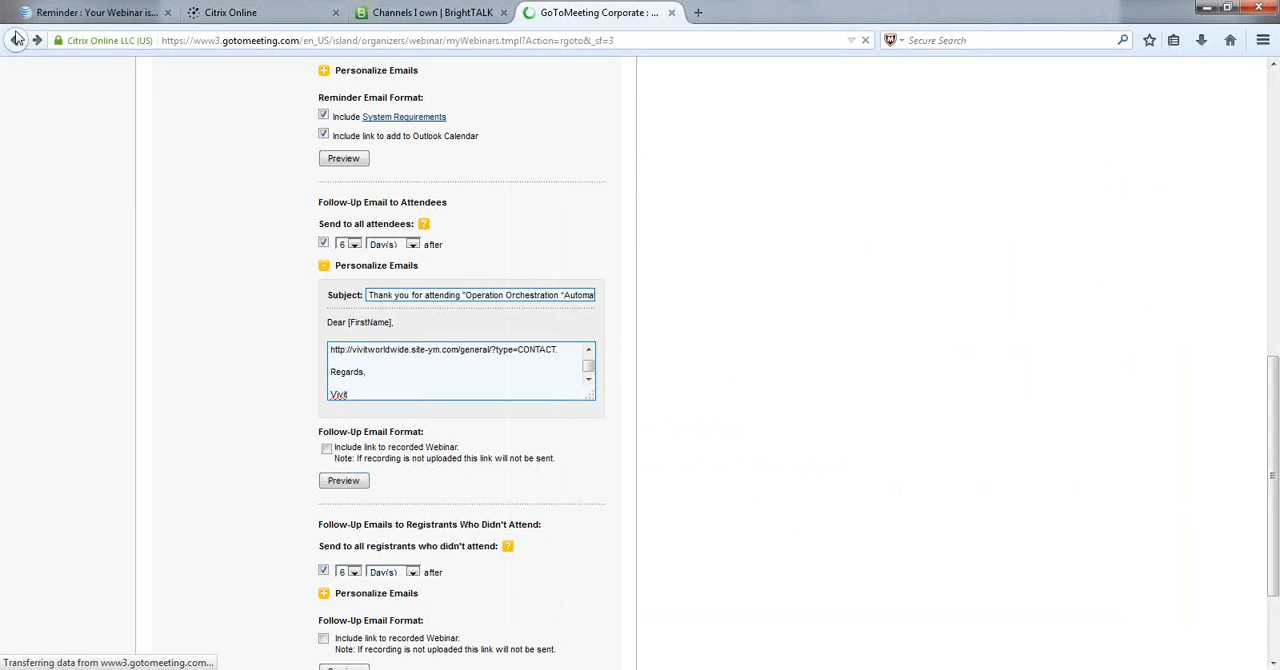 Reminder : Your Webinar is...
Citrix Online
Channels I own | BrightTALK
GoToMeeting Corporate : ...
Citrix Online LLC (US)
https://www3.gotomeeting.com/en_US/island/organizers/webinar/myWebinars.tmpl?Action=rgoto&_sf=3
Secure Search
Personalize Emails
Reminder Email Format:
Include System Requirements
Include link to add to Outlook Calendar
Preview
Follow-Up Email to Attendees
Send to all attendees: ?
6 Day(s) after
Personalize Emails
Subject: Thank you for attending "Operation Orchestration "Automa
Dear [FirstName],
http://vivitworldwide.site-ym.com/general/?type=CONTACT.
Regards,
Vivit
Follow-Up Email Format:
Include link to recorded Webinar.
Note: If recording is not uploaded this link will not be sent.
Preview
Follow-Up Emails to Registrants Who Didn't Attend:
Send to all registrants who didn't attend: ?
6 Day(s) after
Personalize Emails
Follow-Up Email Format:
Include link to recorded Webinar.
Note: If recording is not uploaded this link will not be sent.
Transferring data from www3.gotomeeting.com...